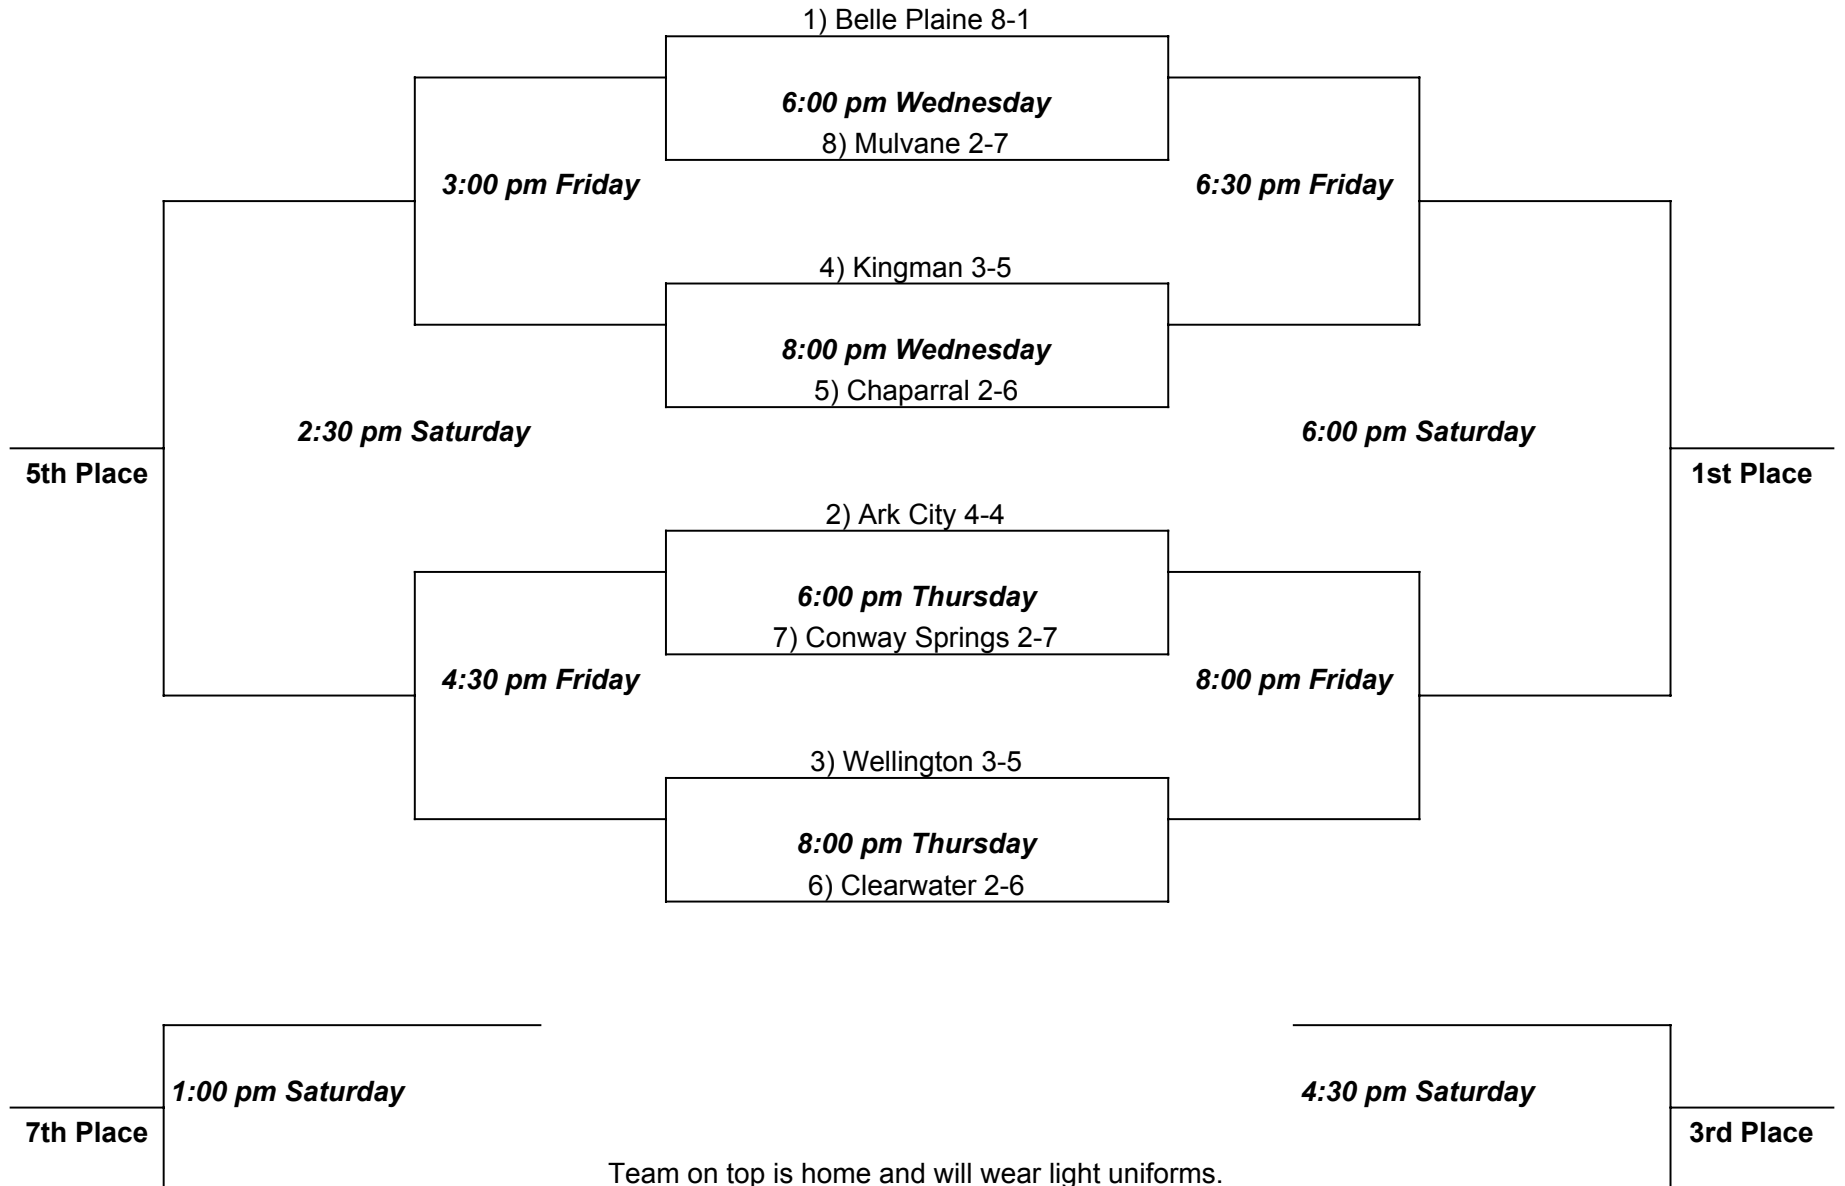 1) Belle Plaine 8-1
6:00 pm Wednesday
8) Mulvane 2-7
3:00 pm Friday
6:30 pm Friday
4) Kingman 3-5
8:00 pm Wednesday
5) Chaparral 2-6
2:30 pm Saturday
6:00 pm Saturday
5th Place
1st Place
2) Ark City 4-4
6:00 pm Thursday
7) Conway Springs 2-7
4:30 pm Friday
8:00 pm Friday
3) Wellington 3-5
8:00 pm Thursday
6) Clearwater 2-6
1:00 pm Saturday
4:30 pm Saturday
7th Place
3rd Place
Team on top is home and will wear light uniforms.